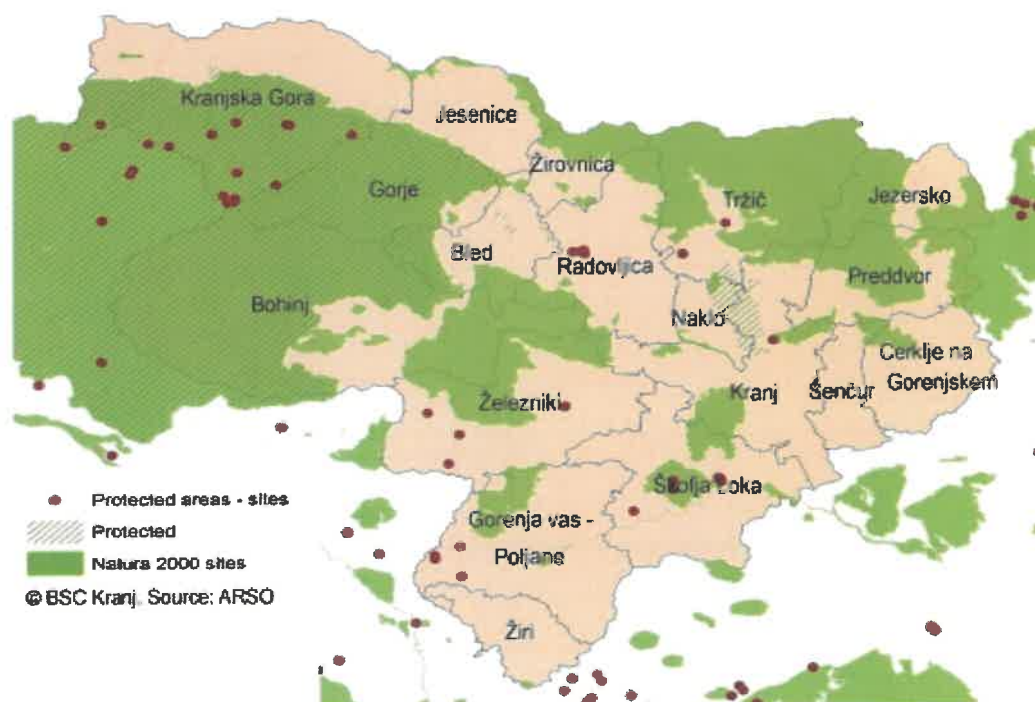 Kranjska Gora
Jesenice
Žirovnica
Gorje
Tržič
Jezersko
Bled
Radovljica
Preddvor
Bohinj
Naklo
Cerklje na
Gorenjskem
Železniki
Kranj
Šenčur
Škofja Loka
Gorenja vas -
Poljane
Žiri
Protected areas - sites
Protected
Natura 2000 sites
© BSC Kranj. Source: ARSO